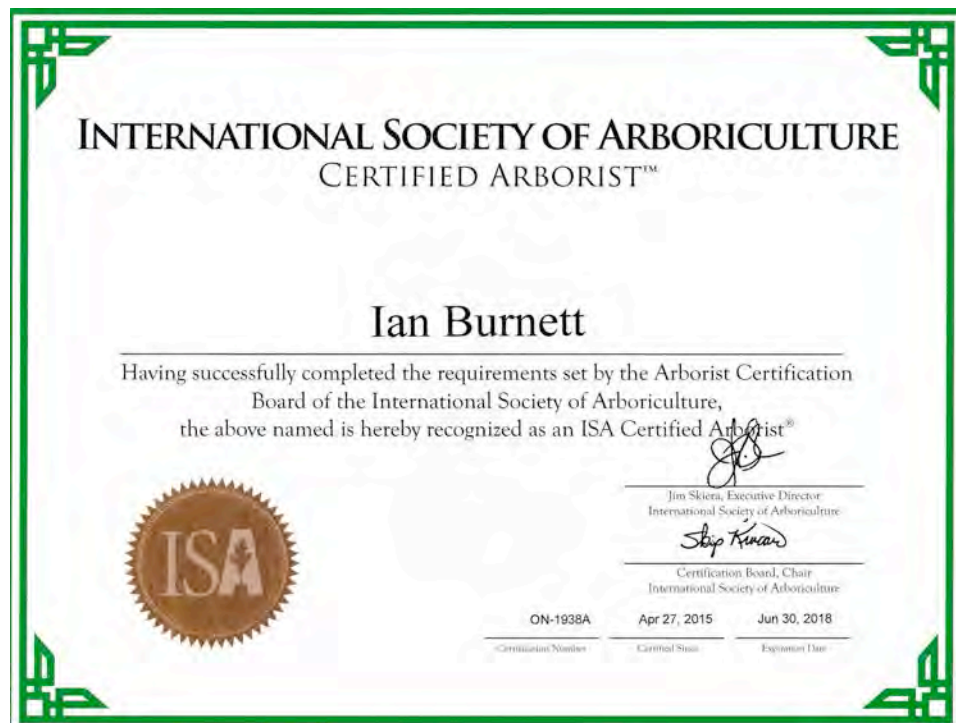 INTERNATIONAL SOCIETY OF ARBORICULTURE
CERTIFIED ARBORIST™
Ian Burnett
Having successfully completed the requirements set by the Arborist Certification
Board of the International Society of Arboriculture,
the above named is hereby recognized as an ISA Certified Arborist®
Jim Skiera, Executive Director
International Society of Arboriculture
Skip Kincaid
Certification Board, Chair
International Society of Arboriculture
ISA
ON-1938A Apr 27, 2015 Jun 30, 2018
Certification Number Certified Since Expiration Date